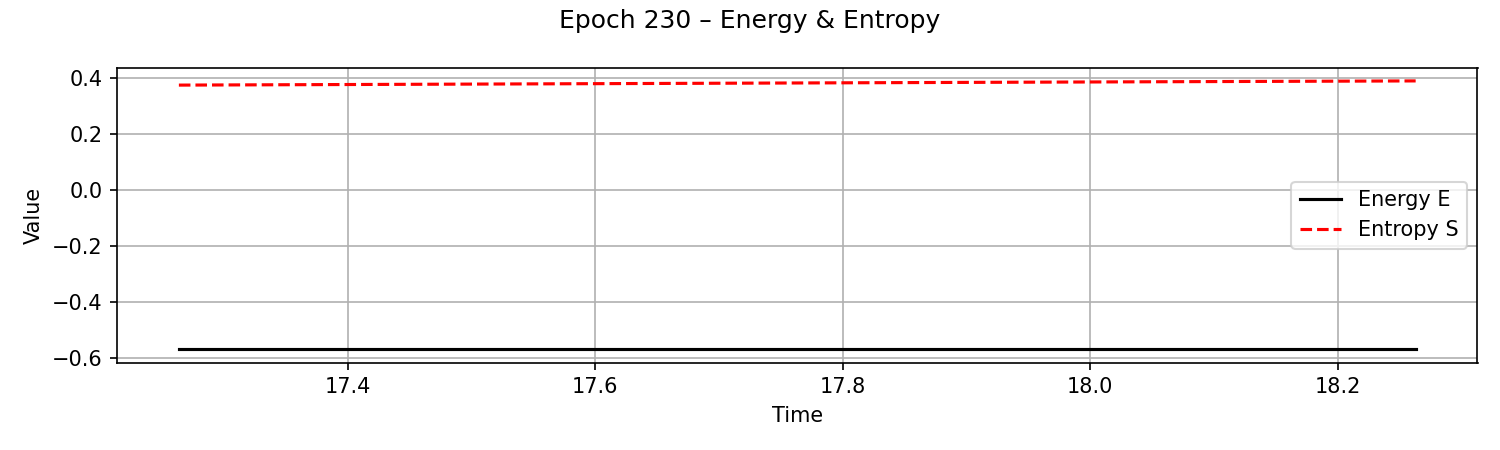 Epoch 230 – Energy & Entropy
0.4
0.2
0.0
−0.2
−0.4
−0.6
Value
Energy E
Entropy S
17.4 17.6 17.8 18.0 18.2
Time